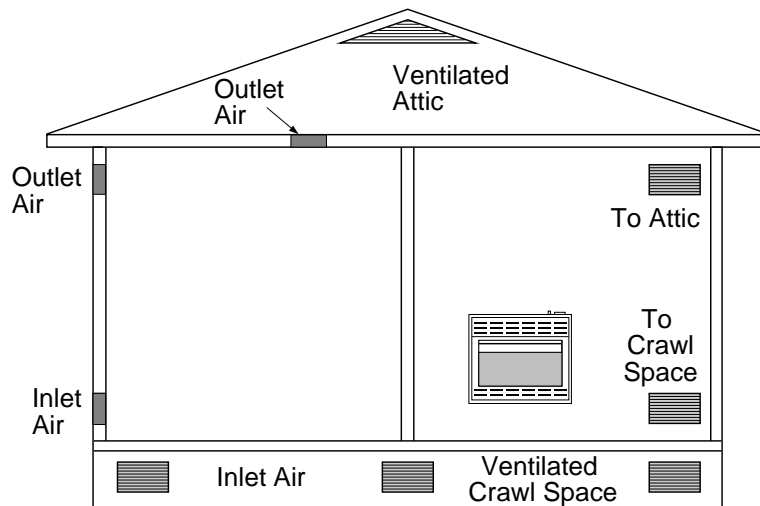 Ventilated
Attic
Outlet
Air
Outlet
Air
To Attic
To
Crawl
Space
Inlet
Air
Inlet Air
Ventilated
Crawl Space